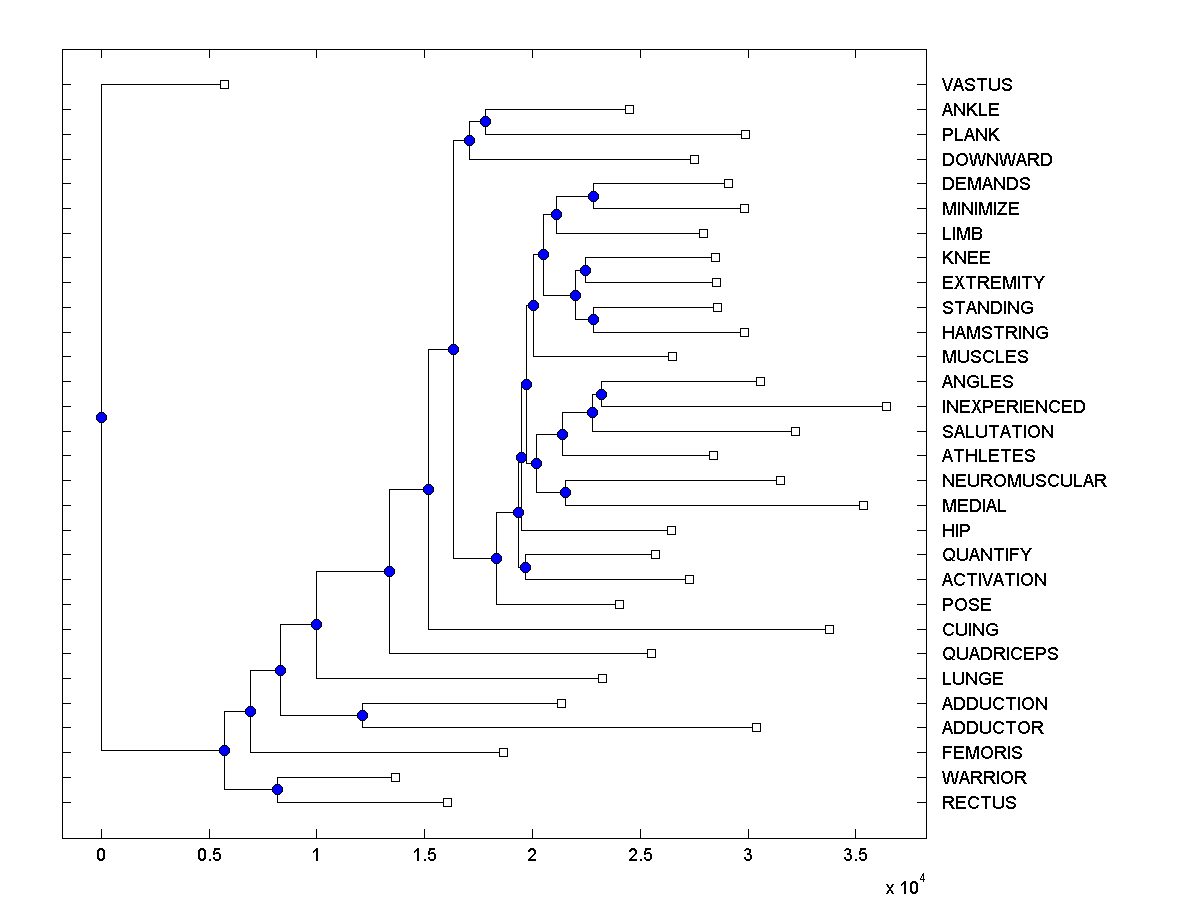 VASTUS
ANKLE
PLANK
DOWNWARD
DEMANDS
MINIMIZE
LIMB
KNEE
EXTREMITY
STANDING
HAMSTRING
MUSCLES
ANGLES
INEXPERIENCED
SALUTATION
ATHLETES
NEUROMUSCULAR
MEDIAL
HIP
QUANTIFY
ACTIVATION
POSE
CUING
QUADRICEPS
LUNGE
ADDUCTION
ADDUCTOR
FEMORIS
WARRIOR
RECTUS
0 0.5 1 1.5 2 2.5 3 3.5
x 10^4